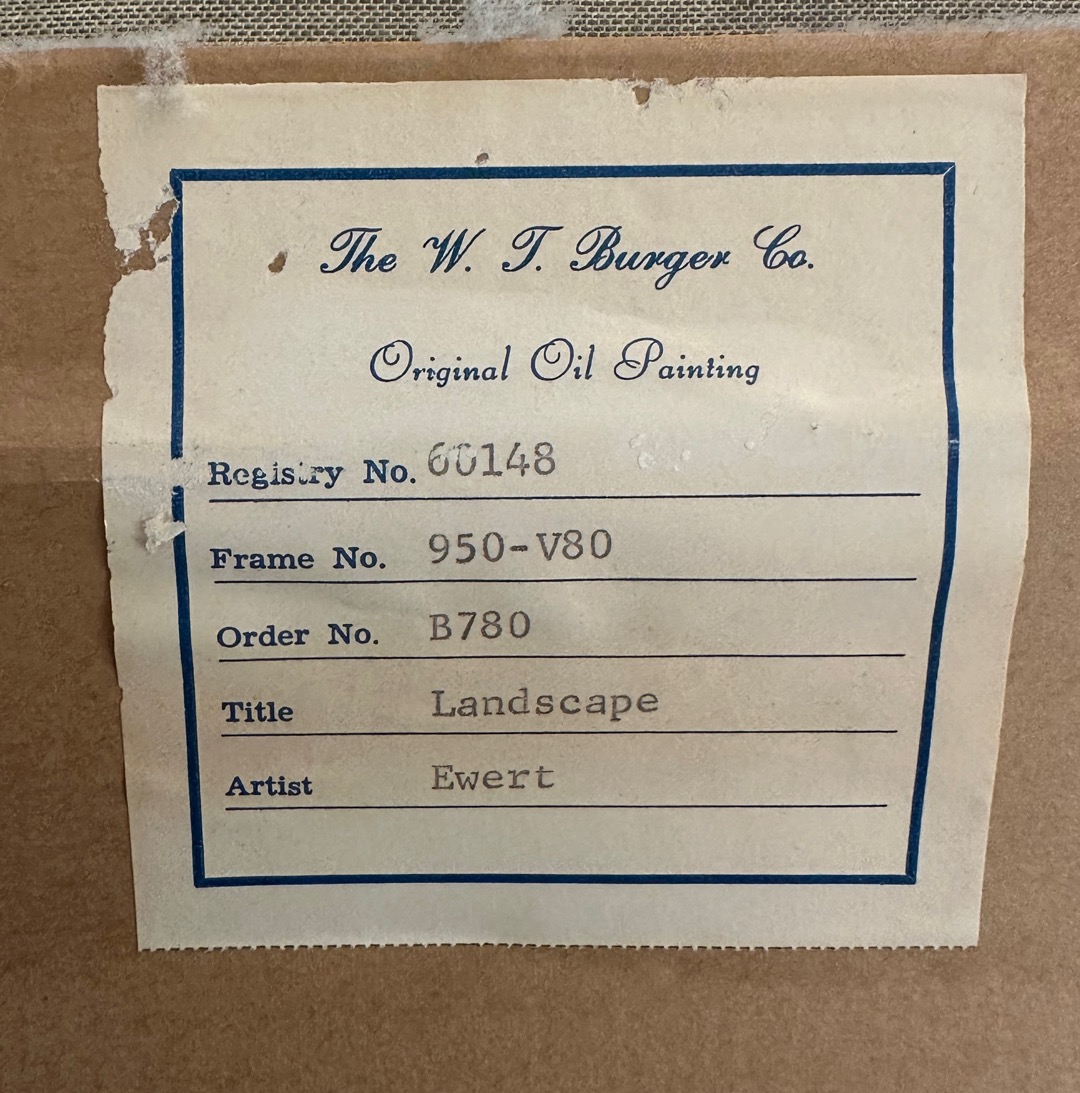 The W. T. Burger Co.
Original Oil Painting
Registry No. 60148
Frame No. 950-V80
Order No. B780
Title Landscape
Artist Ewert